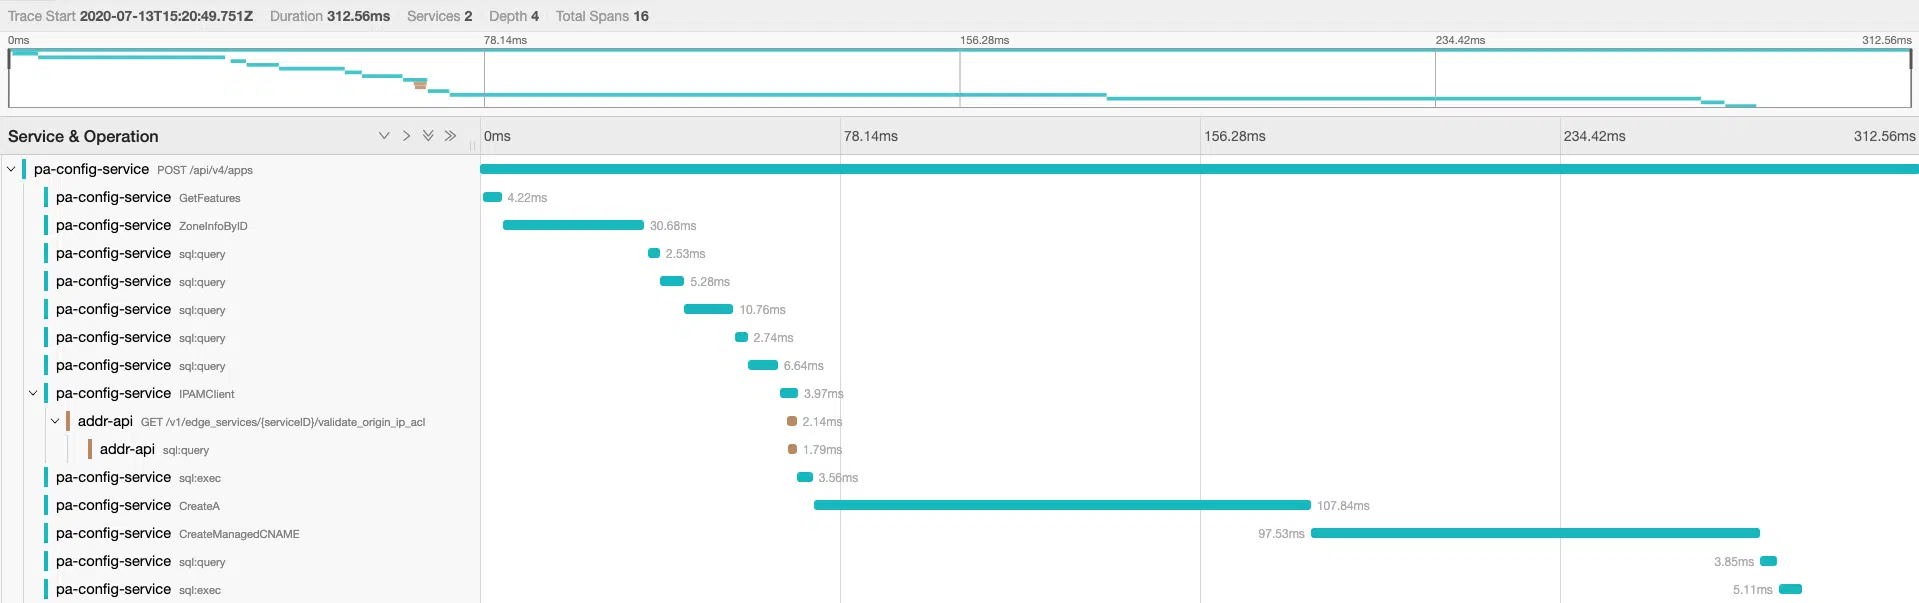 Trace Start 2020-07-13T15:20:49.751Z Duration 312.56ms Services 2 Depth 4 Total Spans 16
0ms 78.14ms 156.28ms 234.42ms 312.56ms
Service & Operation 0ms 78.14ms 156.28ms 234.42ms 312.56ms
pa-config-service POST /api/v4/apps
pa-config-service GetFeatures 4.22ms
pa-config-service ZoneInfoByID 30.68ms
pa-config-service sql:query 2.53ms
pa-config-service sql:query 5.28ms
pa-config-service sql:query 10.76ms
pa-config-service sql:query 2.74ms
pa-config-service sql:query 6.64ms
pa-config-service IPAMClient 3.97ms
addr-api GET /v1/edge_services/{serviceID}/validate_origin_ip_acl 2.14ms
addr-api sql:query 1.79ms
pa-config-service sql:exec 3.56ms
pa-config-service CreateA 107.84ms
pa-config-service CreateManagedCNAME 97.53ms
pa-config-service sql:query 3.85ms
pa-config-service sql:exec 5.11ms